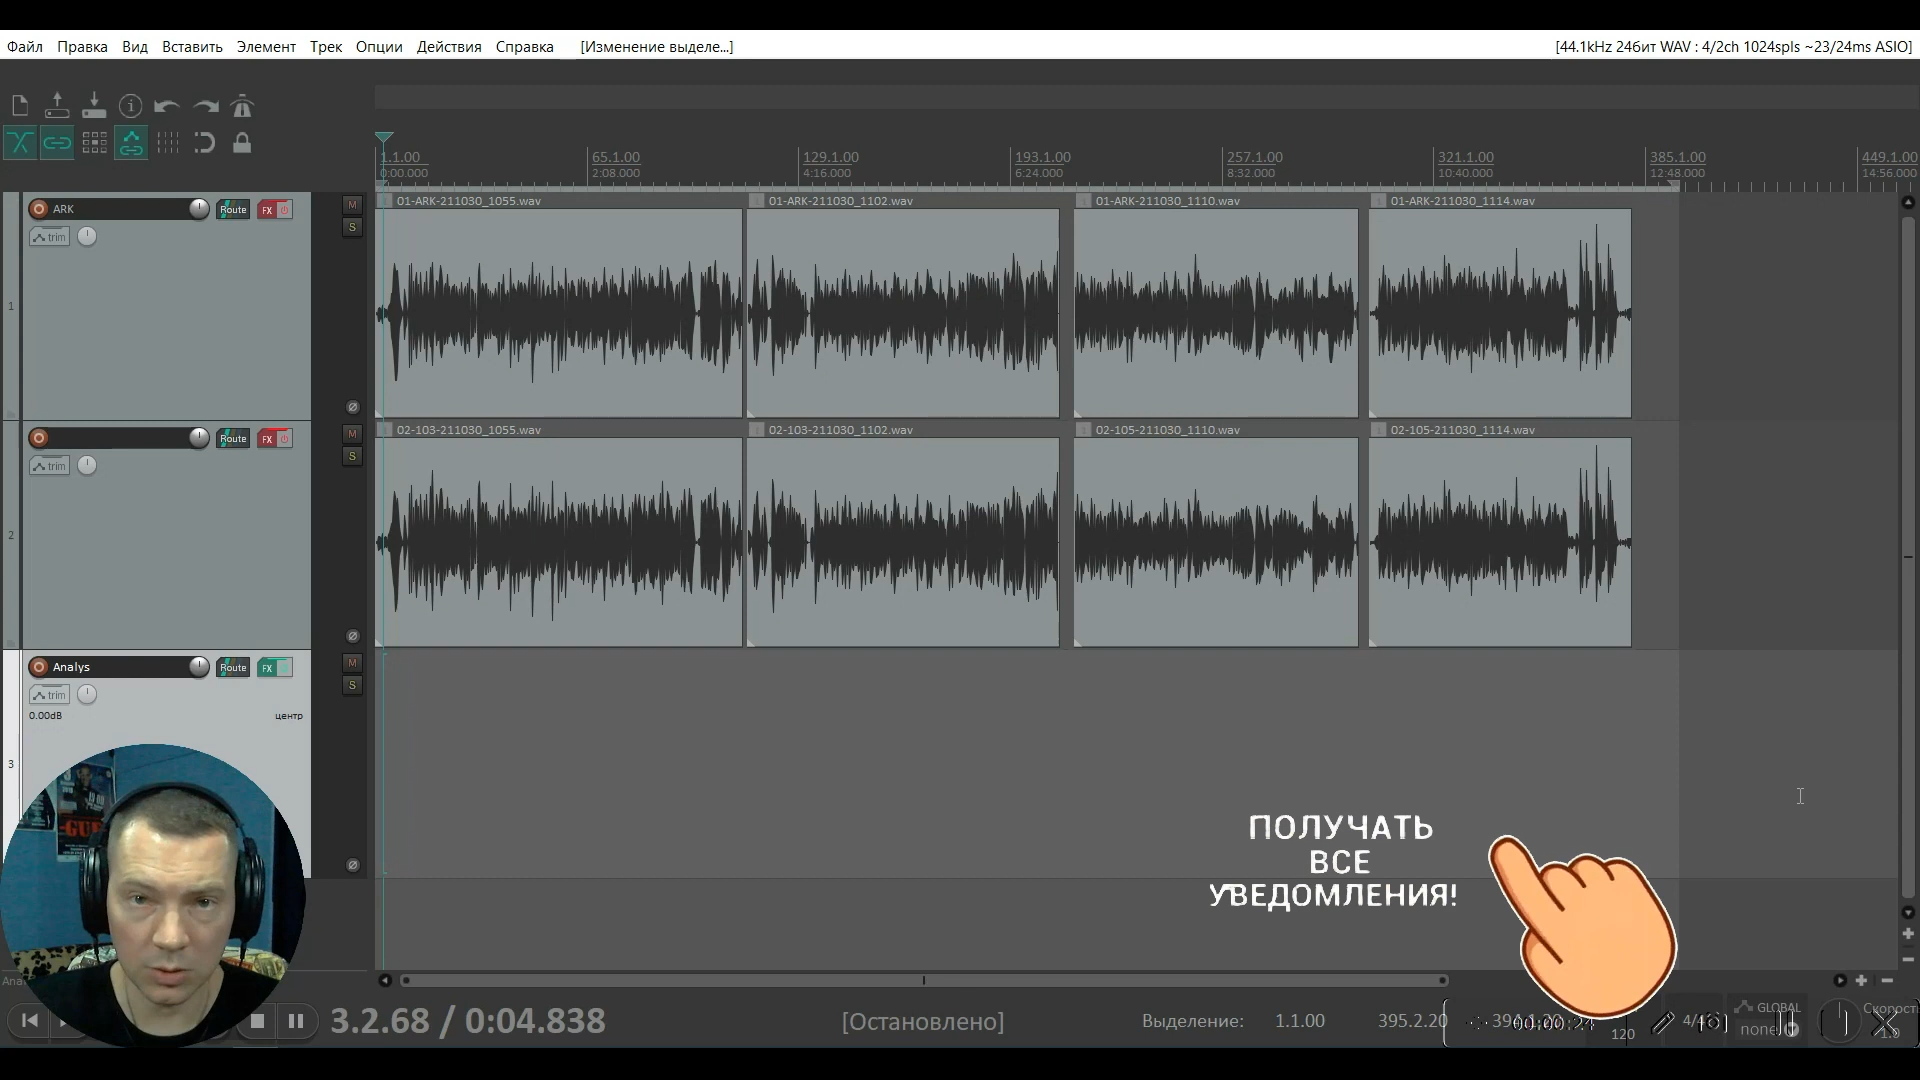 Файл Правка Вид Вставить Элемент Трек Опции Действия Справка [Изменение выделе...] [44.1kHz 24бит WAV : 4/2ch 1024spls ~23/24ms ASIO]
1.1.00 65.1.00 129.1.00 193.1.00 257.1.00 321.1.00 385.1.00 449.1.00
0:00.000 2:08.000 4:16.000 6:24.000 8:32.000 10:40.000 12:48.000 14:56.000
ARK Route FX M
01-ARK-211030_1055.wav 01-ARK-211030_1102.wav 01-ARK-211030_1110.wav 01-ARK-211030_1114.wav
trim S
1
Route FX M
02-103-211030_1055.wav 02-103-211030_1102.wav 02-105-211030_1110.wav 02-105-211030_1114.wav
trim S
2
Analys Route FX M
trim S
0.00dB центр
3
ПОЛУЧАТЬ
ВСЕ
УВЕДОМЛЕНИЯ!
3.2.68 / 0:04.838 [Остановлено] Выделение: 1.1.00 395.2.20
120
GLOBAL
none